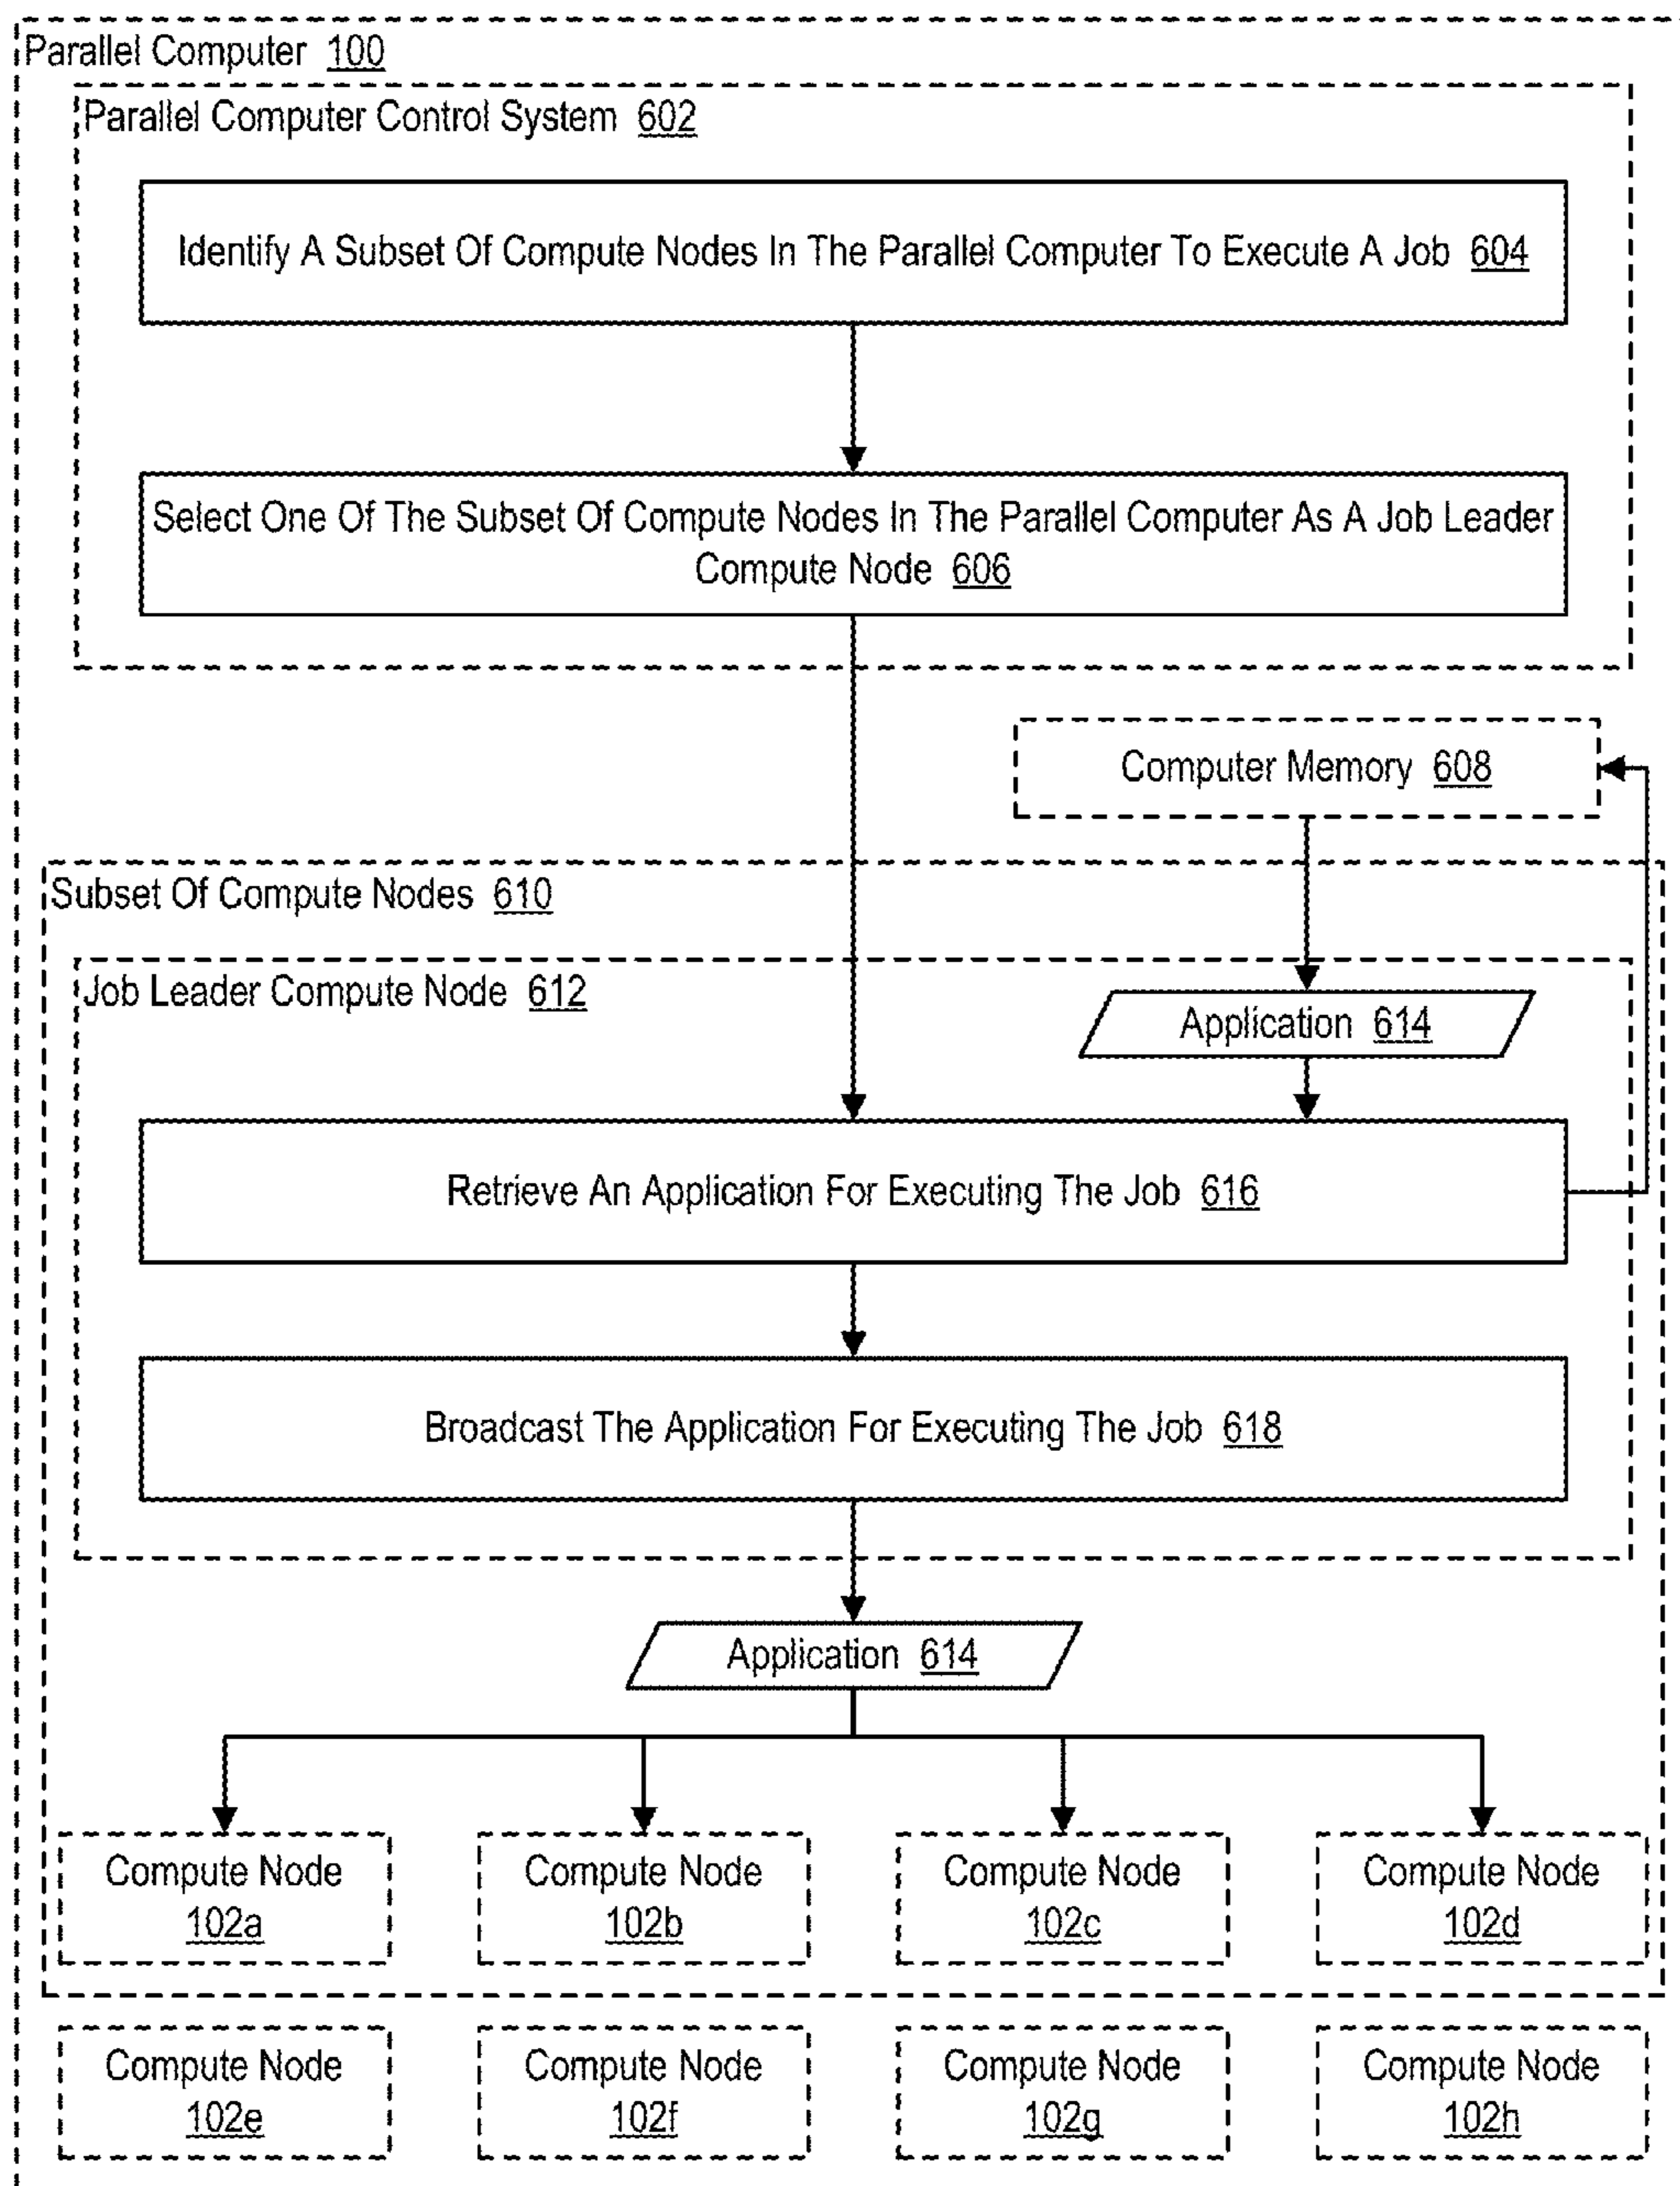 Parallel Computer 100
Parallel Computer Control System 602
Identify A Subset Of Compute Nodes In The Parallel Computer To Execute A Job 604
Select One Of The Subset Of Compute Nodes In The Parallel Computer As A Job Leader
Compute Node 606
Computer Memory 608
Subset Of Compute Nodes 610
Job Leader Compute Node 612
Application 614
Retrieve An Application For Executing The Job 616
Broadcast The Application For Executing The Job 618
Application 614
Compute Node
102a
Compute Node
102b
Compute Node
102c
Compute Node
102d
Compute Node
102e
Compute Node
102f
Compute Node
102g
Compute Node
102h